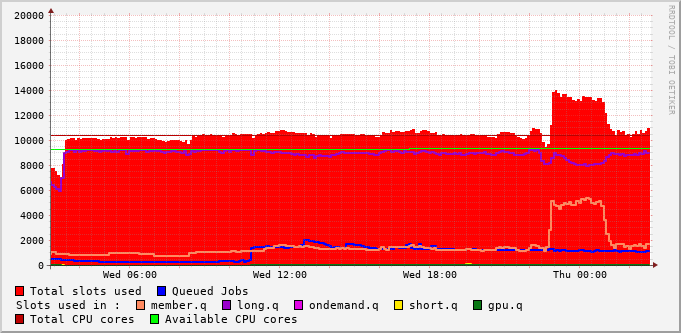 RRDTOOL / TOBI OETIKER
20000
18000
16000
14000
12000
10000
8000
6000
4000
2000
0
Wed 06:00 Wed 12:00 Wed 18:00 Thu 00:00
Total slots used Queued Jobs
Slots used in : member.q long.q ondemand.q short.q gpu.q
Total CPU cores Available CPU cores